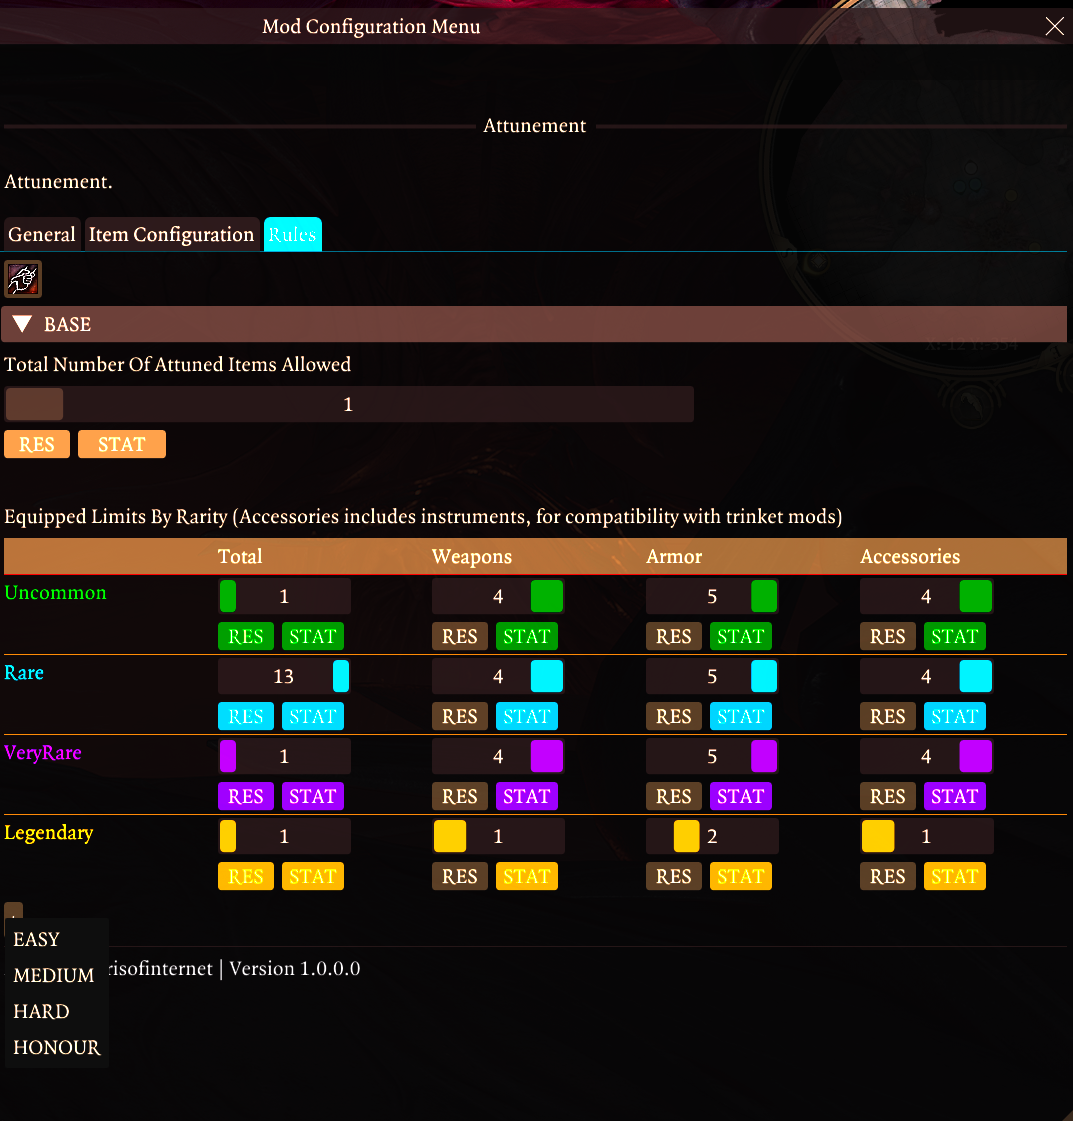 Mod Configuration Menu
Attunement
Attunement.
General Item Configuration Rules
BASE
Total Number Of Attuned Items Allowed
1
RES STAT
Equipped Limits By Rarity (Accessories includes instruments, for compatibility with trinket mods)
Total Weapons Armor Accessories
Uncommon 1 4 5 4
RES STAT RES STAT RES STAT RES STAT
Rare 13 4 5 4
RES STAT RES STAT RES STAT RES STAT
VeryRare 1 4 5 4
RES STAT RES STAT RES STAT RES STAT
Legendary 1 1 2 1
RES STAT RES STAT RES STAT RES STAT
EASY
risofinternet | Version 1.0.0.0
MEDIUM
HARD
HONOUR